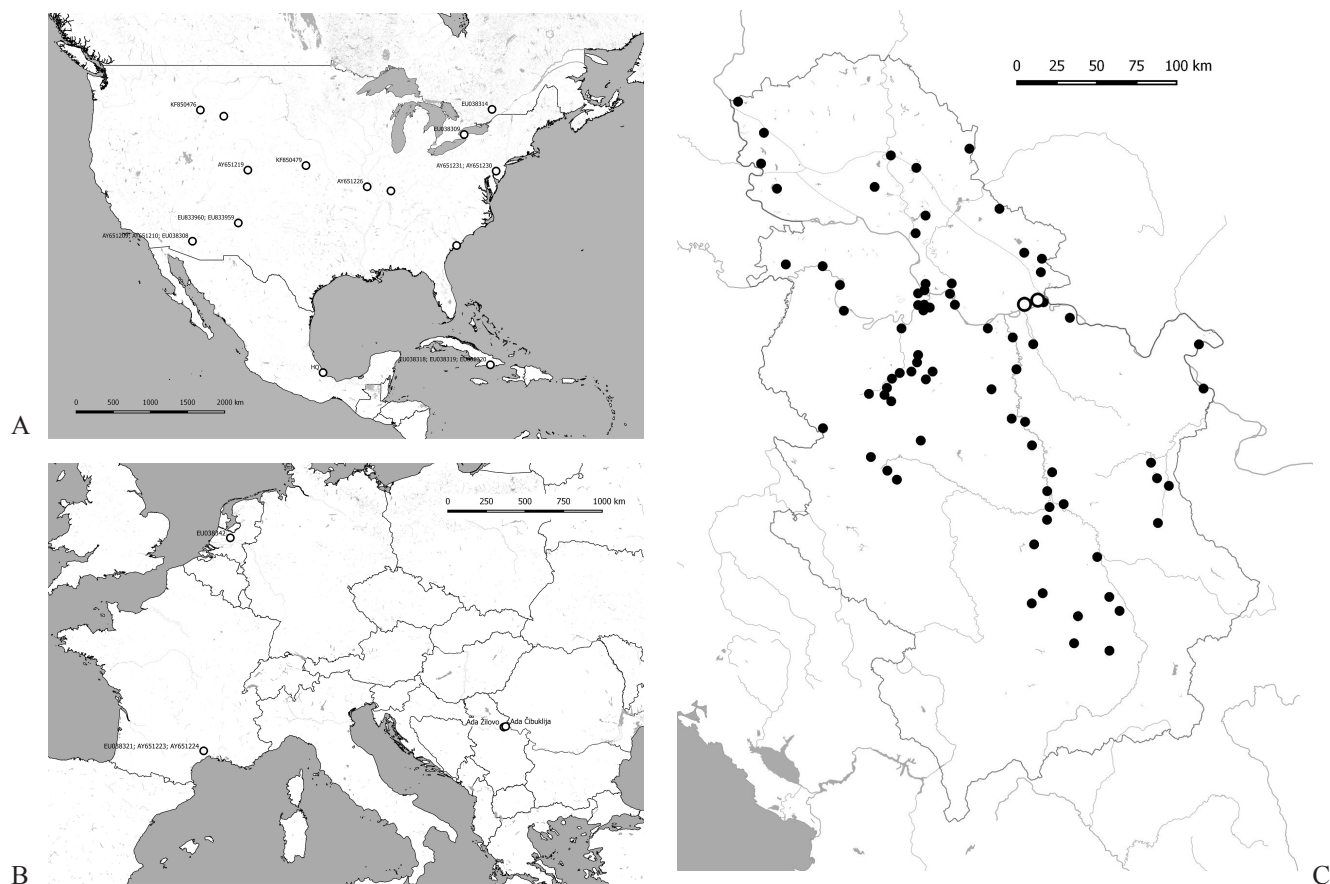 A
KF850476
EU038314
EU038309
AY651219
KF850479
AY651231; AY651230
AY651226
EU833960; EU833959
AY651209; AY651210; EU038308
EU038318; EU038319;
HQ
0 500 1000 1500 2000 km
B
0 250 500 750 1000 km
Ada Žilovo
Ada Čibuklija
EU038321; AY651223; AY651224
C
0 25 50 75 100 km